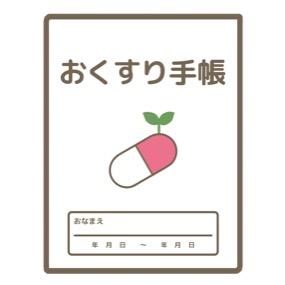 おくすり手帳
おなまえ
年 月 日 ～ 年 月 日